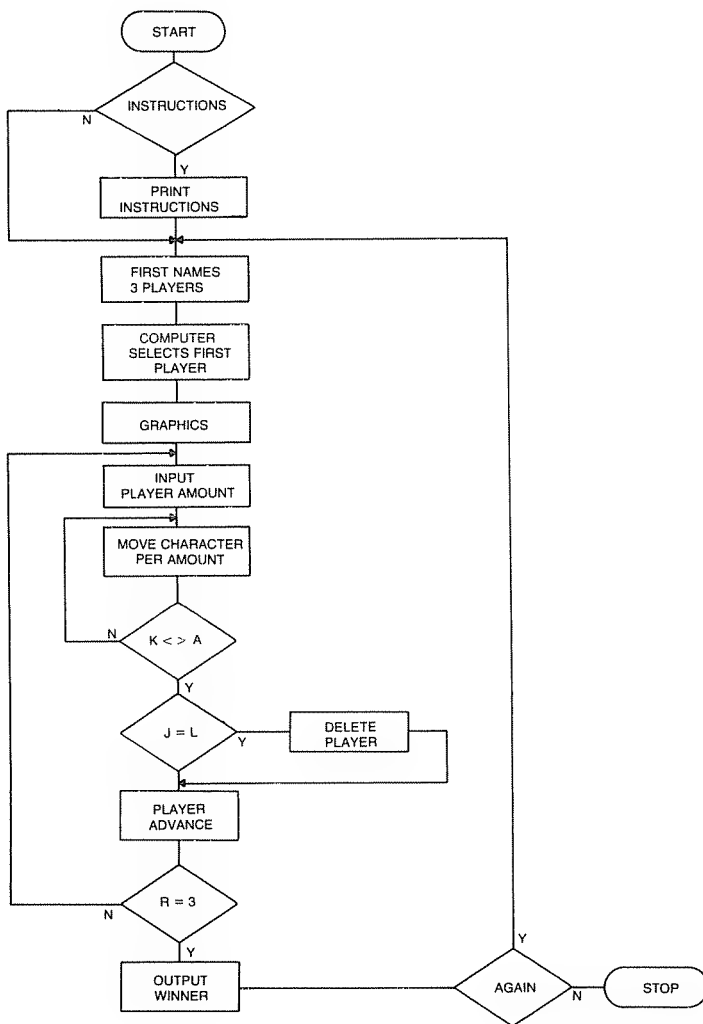 START
INSTRUCTIONS
N
Y
PRINT
INSTRUCTIONS
FIRST NAMES
3 PLAYERS
COMPUTER
SELECTS FIRST
PLAYER
GRAPHICS
INPUT
PLAYER AMOUNT
MOVE CHARACTER
PER AMOUNT
N
K < > A
Y
J = L
Y
DELETE
PLAYER
PLAYER
ADVANCE
R = 3
N
Y
OUTPUT
WINNER
Y
AGAIN
N
STOP